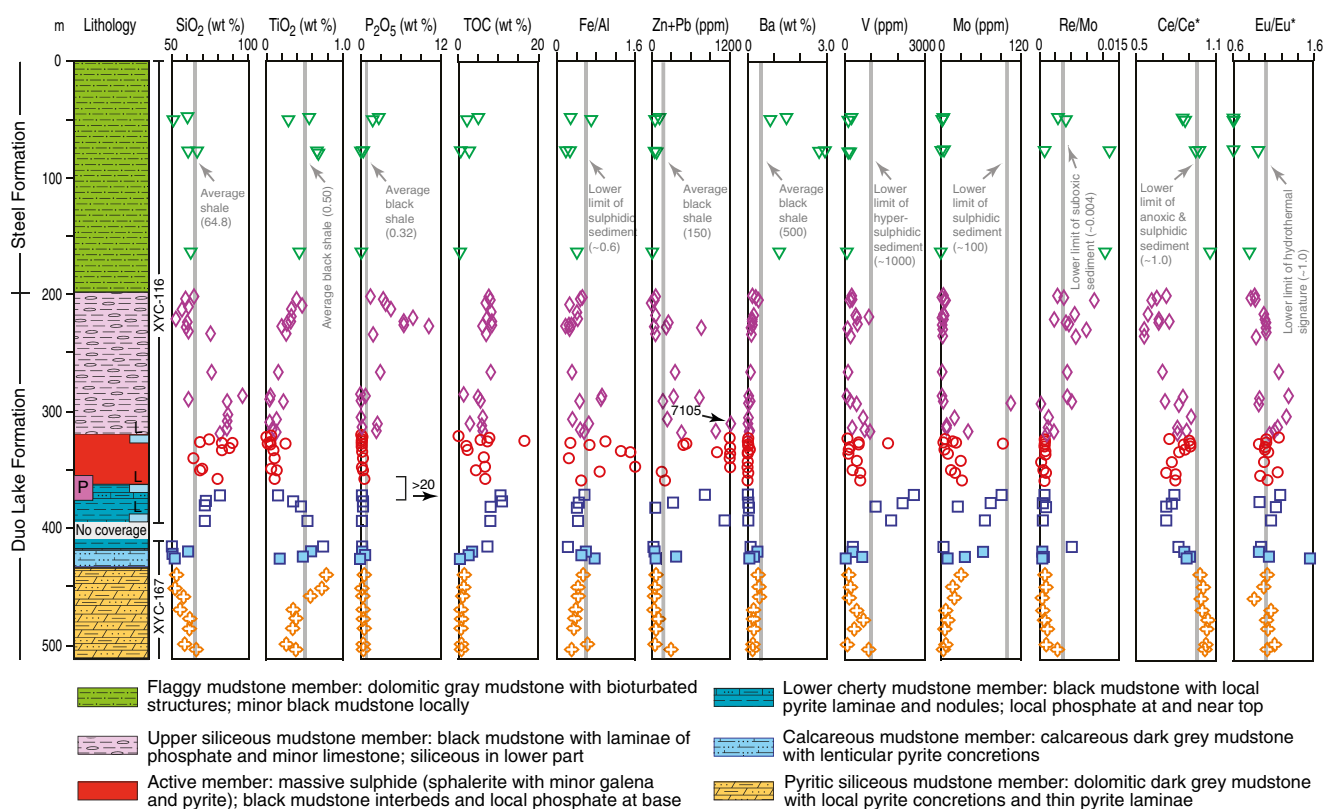 m Lithology SiO2 (wt %) TiO2 (wt %) P2O5 (wt %) TOC (wt %) Fe/Al Zn+Pb (ppm) Ba (wt %) V (ppm) Mo (ppm) Re/Mo Ce/Ce* Eu/Eu*
50 100 0 1.0 0 12 0 20 0 1.6 0 1200 0 3.0 0 3000 0 120 0 0.015 0.5 1.1 0.6 1.6
0
100
200
300
400
500
Steel Formation
Duo Lake Formation
XYC-116
XYC-167
Average
shale
(64.8)
Average black shale (0.50)
Average
black
shale
(0.32)
Lower
limit of
sulphidic
sediment
(~0.6)
Average
black
shale
(150)
Average
black
shale
(500)
Lower
limit of
hyper-
sulphidic
sediment
(~1000)
Lower
limit of
sulphidic
sediment
(~100)
Lower limit of suboxic
sediment (~0.004)
Lower
limit of
anoxic &
sulphidic
sediment
(~1.0)
Lower limit of hydrothermal
signature (~1.0)
7105
>20
L
L
P
L
No coverage
Flaggy mudstone member: dolomitic gray mudstone with bioturbated
structures; minor black mudstone locally
Upper siliceous mudstone member: black mudstone with laminae of
phosphate and minor limestone; siliceous in lower part
Active member: massive sulphide (sphalerite with minor galena
and pyrite); black mudstone interbeds and local phosphate at base
Lower cherty mudstone member: black mudstone with local
pyrite laminae and nodules; local phosphate at and near top
Calcareous mudstone member: calcareous dark grey mudstone
with lenticular pyrite concretions
Pyritic siliceous mudstone member: dolomitic dark grey mudstone
with local pyrite concretions and thin pyrite laminae